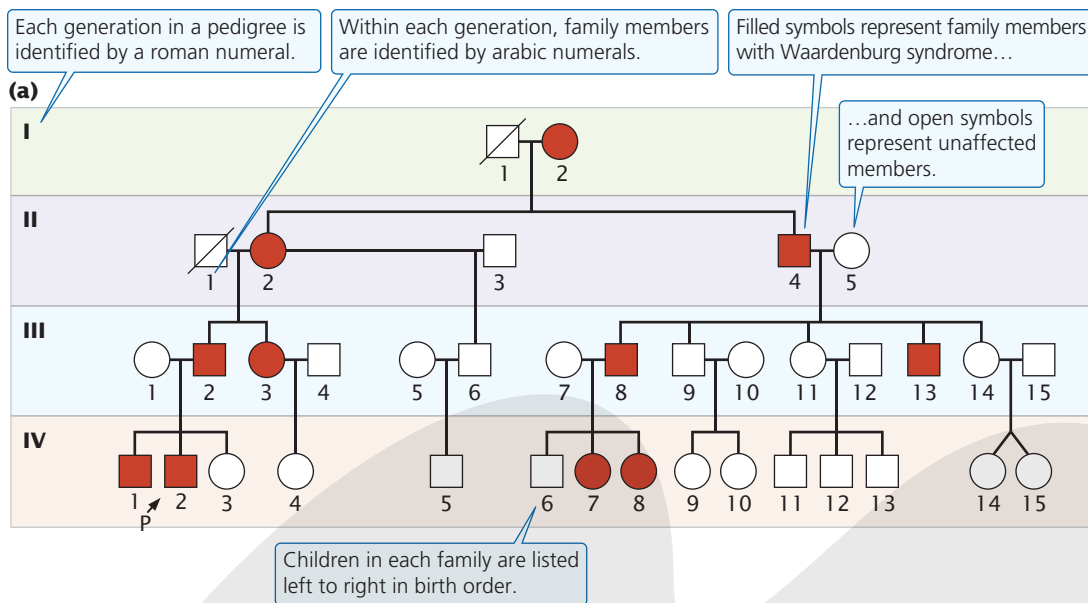 Each generation in a pedigree is
identified by a roman numeral.
Within each generation, family members
are identified by arabic numerals.
Filled symbols represent family members
with Waardenburg syndrome…
(a)
…and open symbols
represent unaffected
members.
I
1 2
II
1 2 3 4 5
III
1 2 3 4 5 6 7 8 9 10 11 12 13 14 15
IV
1 2 3 4 5 6 7 8 9 10 11 12 13 14 15
P
Children in each family are listed
left to right in birth order.